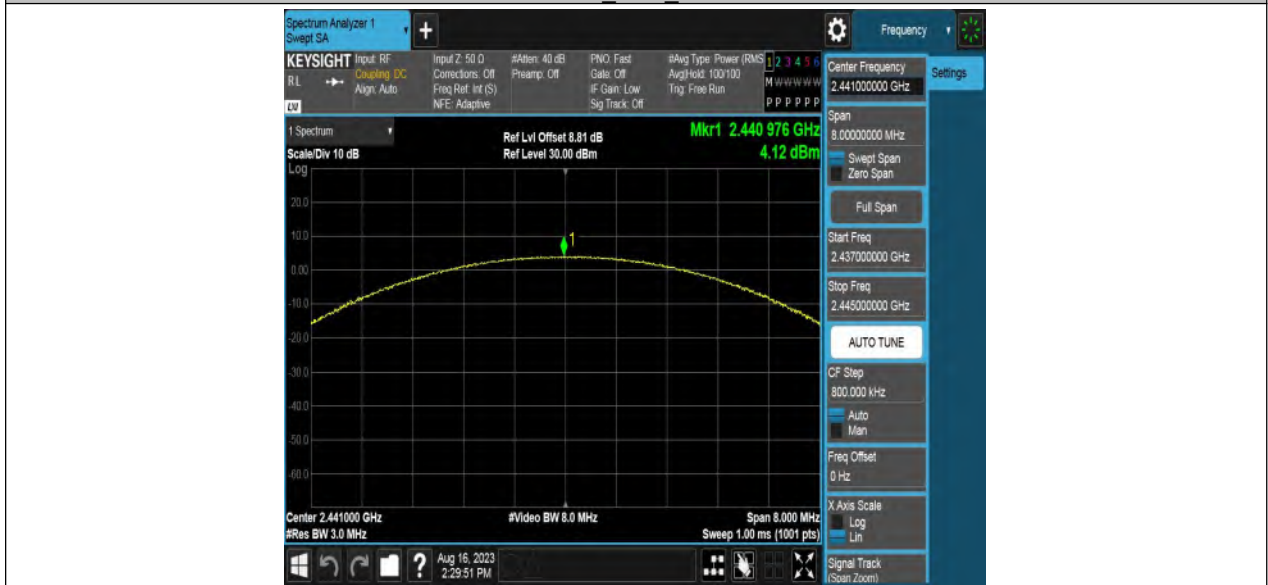 Spectrum Analyzer 1
Swept SA
+
Frequency
KEYSIGHT
RL
LXI
Input: RF
Coupling: DC
Align: Auto
Input Z: 50 Ω
Corrections: Off
Freq Ref: Int (S)
NFE: Adaptive
#Atten: 40 dB
Preamp: Off
PNO: Fast
Gate: Off
IF Gain: Low
Sig Track: Off
#Avg Type: Power (RMS
Avg|Hold: 100/100
Trig: Free Run
1 2 3 4 5 6
M W W W W W
P P P P P P
Center Frequency
2.441000000 GHz
Settings
1 Spectrum
Scale/Div 10 dB
Ref Lvl Offset 8.81 dB
Ref Level 30.00 dBm
Mkr1 2.440 976 GHz
4.12 dBm
Span
8.00000000 MHz
Swept Span
Zero Span
Full Span
Start Freq
2.437000000 GHz
Stop Freq
2.445000000 GHz
AUTO TUNE
CF Step
800.000 kHz
Auto
Man
Freq Offset
0 Hz
X Axis Scale
Log
Lin
Signal Track
(Span Zoom)
Log
20.0
10.0
0.00
-10.0
-20.0
-30.0
-40.0
-50.0
-60.0
1
Center 2.441000 GHz
#Res BW 3.0 MHz
#Video BW 8.0 MHz
Span 8.000 MHz
Sweep 1.00 ms (1001 pts)
?
Aug 16, 2023
2:29:51 PM